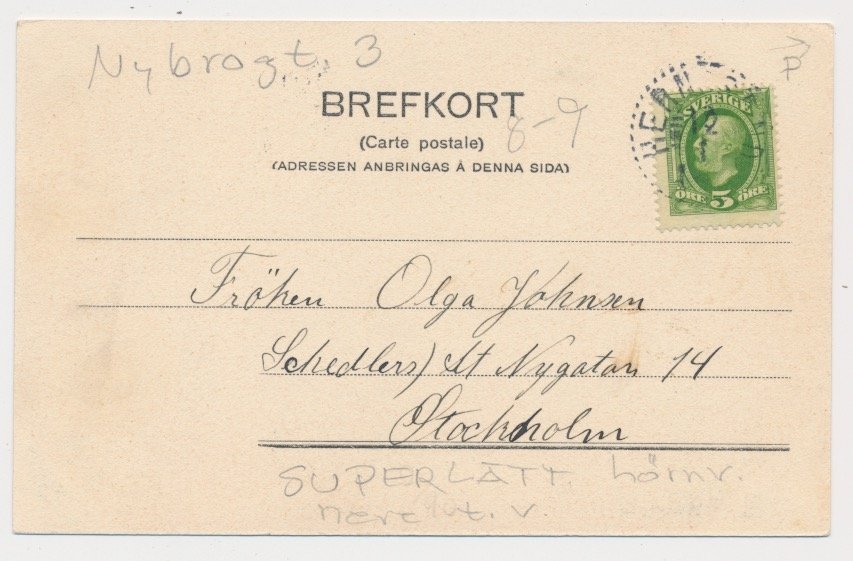 Nybrogt. 3
P
BREFKORT
(Carte postale)
8-9
(ADRESSEN ANBRINGAS Å DENNA SIDA)
SVERIGE
12
ÖRE 5 ÖRE
Fröken Olga Johnsen
Schedlers) St Nygatan 14
Stockholm
SUPERLÄTT hörnv.
t. v.